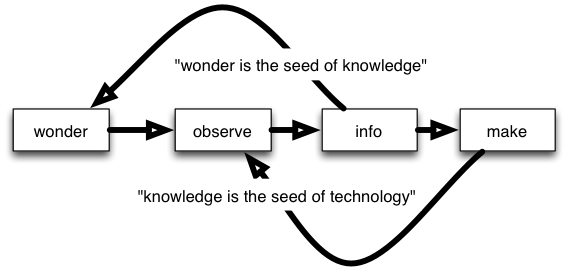 "wonder is the seed of knowledge"
wonder
observe
info
make
"knowledge is the seed of technology"